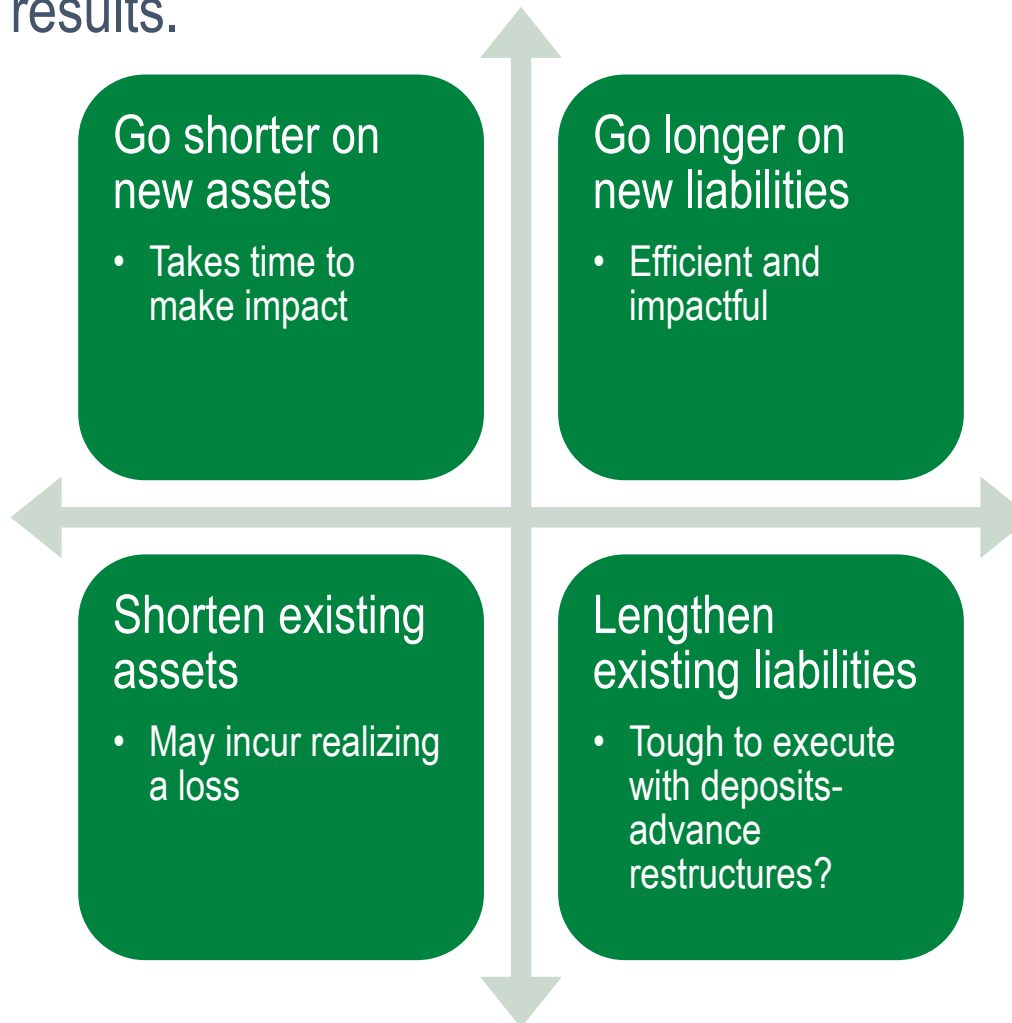 results.
Go shorter on
new assets
• Takes time to
make impact
Go longer on
new liabilities
• Efficient and
impactful
Shorten existing
assets
• May incur realizing
a loss
Lengthen
existing liabilities
• Tough to execute
with deposits-
advance
restructures?